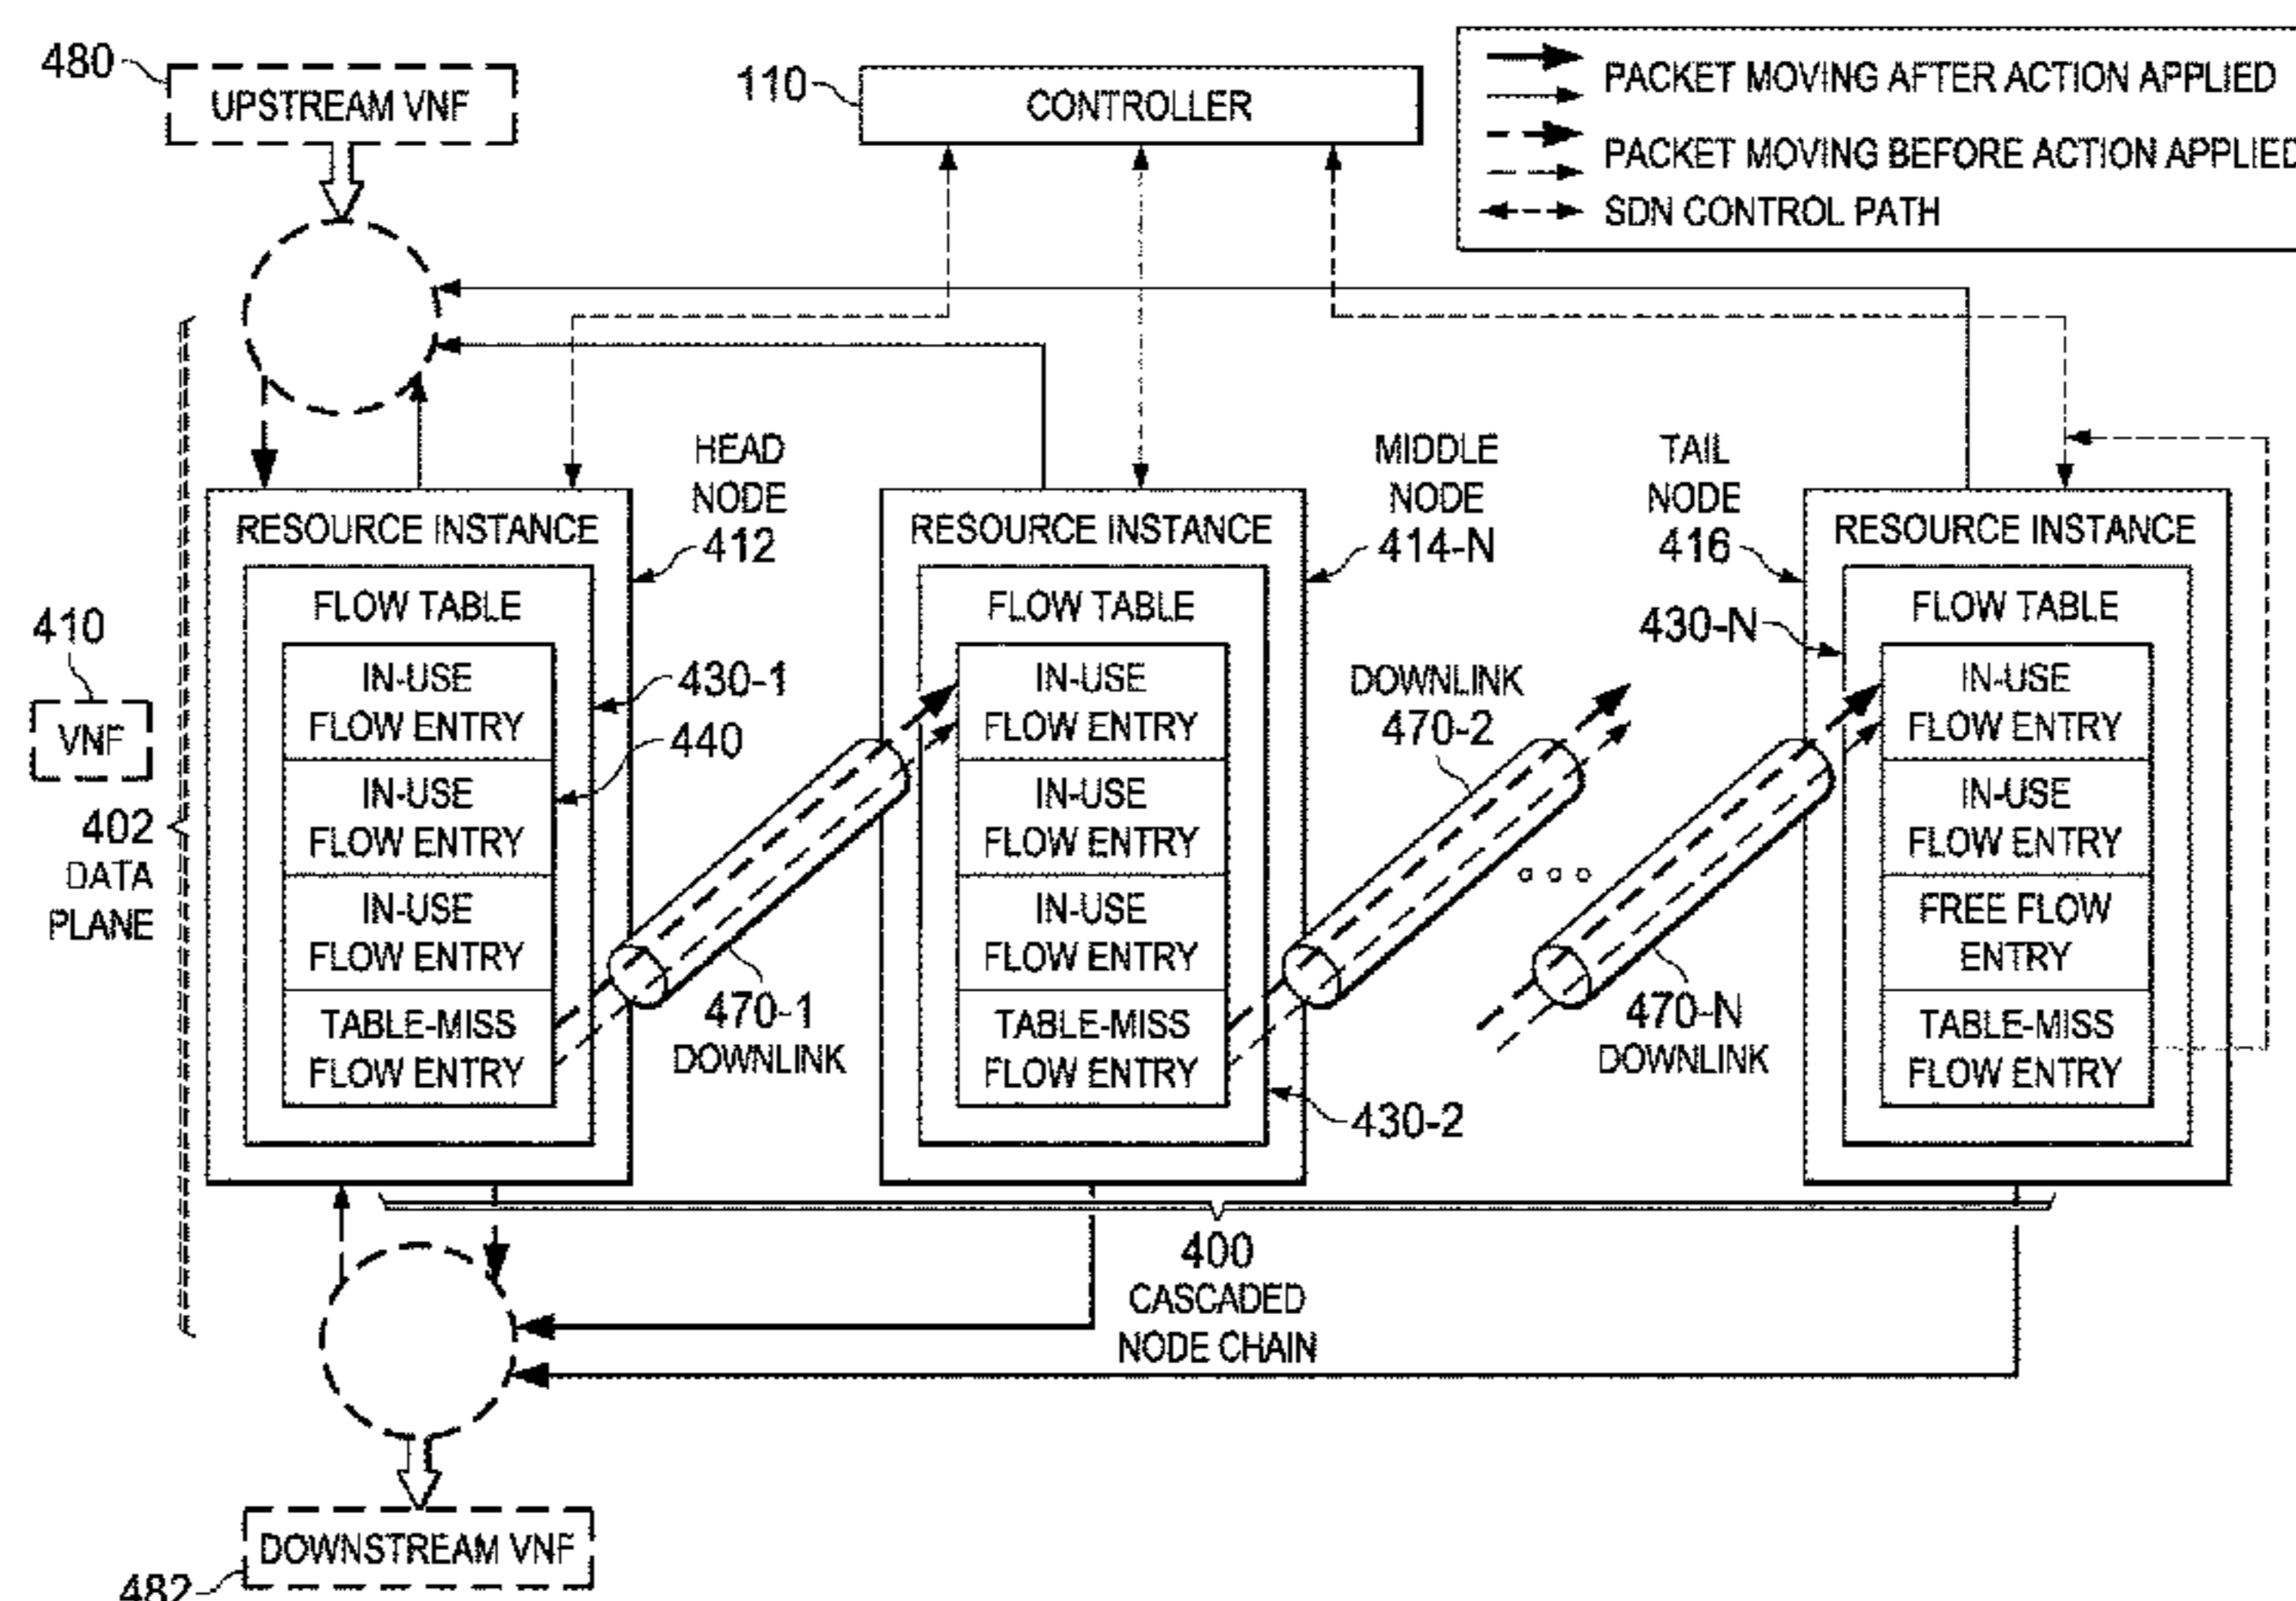 480
UPSTREAM VNF
110
CONTROLLER
PACKET MOVING AFTER ACTION APPLIED
PACKET MOVING BEFORE ACTION APPLIED
SDN CONTROL PATH
HEAD
NODE
412
MIDDLE
NODE
414-N
TAIL
NODE
416
410
VNF
402
DATA
PLANE
RESOURCE INSTANCE
FLOW TABLE
IN-USE
FLOW ENTRY
IN-USE
FLOW ENTRY
IN-USE
FLOW ENTRY
TABLE-MISS
FLOW ENTRY
430-1
440
470-1
DOWNLINK
RESOURCE INSTANCE
FLOW TABLE
IN-USE
FLOW ENTRY
IN-USE
FLOW ENTRY
IN-USE
FLOW ENTRY
TABLE-MISS
FLOW ENTRY
430-2
DOWNLINK
470-2
470-N
DOWNLINK
430-N
RESOURCE INSTANCE
FLOW TABLE
IN-USE
FLOW ENTRY
IN-USE
FLOW ENTRY
FREE FLOW
ENTRY
TABLE-MISS
FLOW ENTRY
400
CASCADED
NODE CHAIN
DOWNSTREAM VNF
482